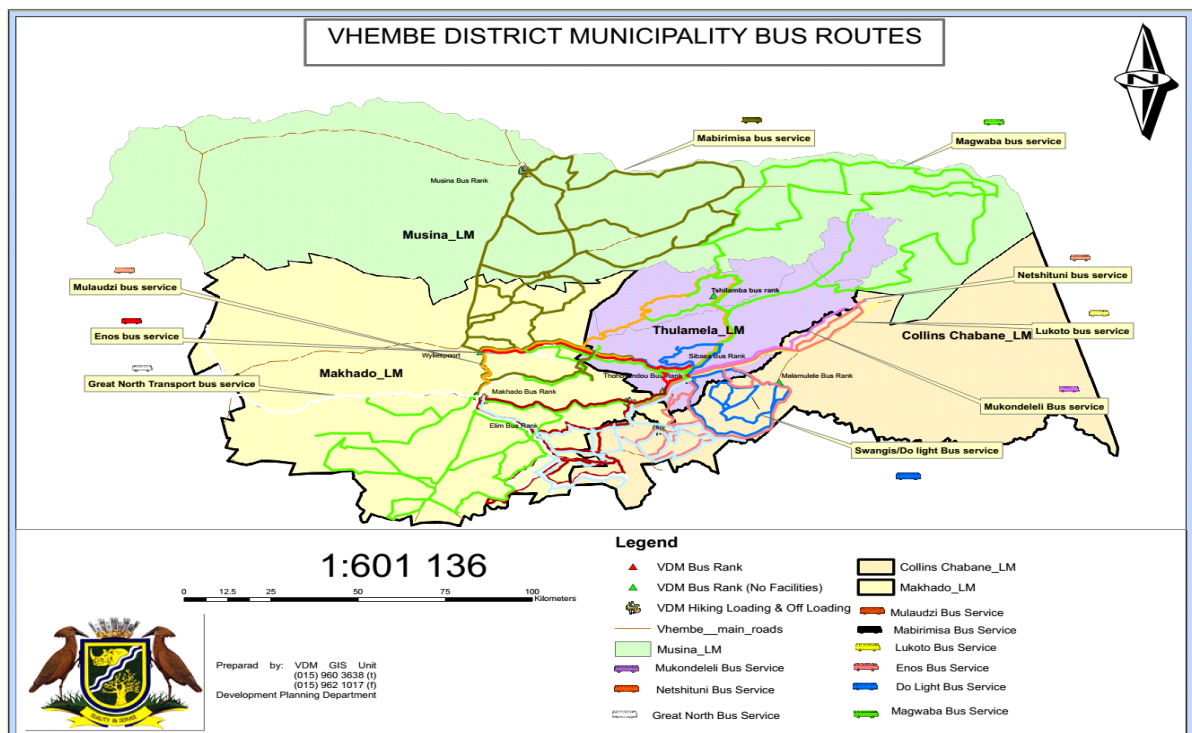 VHEMBE DISTRICT MUNICIPALITY BUS ROUTES
N
Mabirimisa bus service
Magwaba bus service
Musina Bus Rank
Musina_LM
Netshituni bus service
Mulaudzi bus service
Tshilamba bus rank
Lukoto bus service
Thulamela_LM
Collins Chabane_LM
Enos bus service
Wyliespoort
Sibasa Bus Rank
Makhado_LM
Thohoyandou Bus Rank
Malamulele Bus Rank
Great North Transport bus service
Makhado Bus Rank
Mukondeleli Bus service
Elim Bus Rank
Swangis/Do light Bus service
1:601 136
0 12.5 25 50 75 100
Kilometers
QUALITY IN SERVICE
Preparad by: VDM GIS Unit
(015) 960 3638 (t)
(015) 962 1017 (f)
Development Planning Department
Legend
VDM Bus Rank
VDM Bus Rank (No Facilities)
VDM Hiking Loading & Off Loading
Vhembe__main_roads
Musina_LM
Mukondeleli Bus Service
Netshituni Bus Service
Great North Bus Service
Collins Chabane_LM
Makhado_LM
Mulaudzi Bus Service
Mabirimisa Bus Service
Lukoto Bus Service
Enos Bus Service
Do Light Bus Service
Magwaba Bus Service